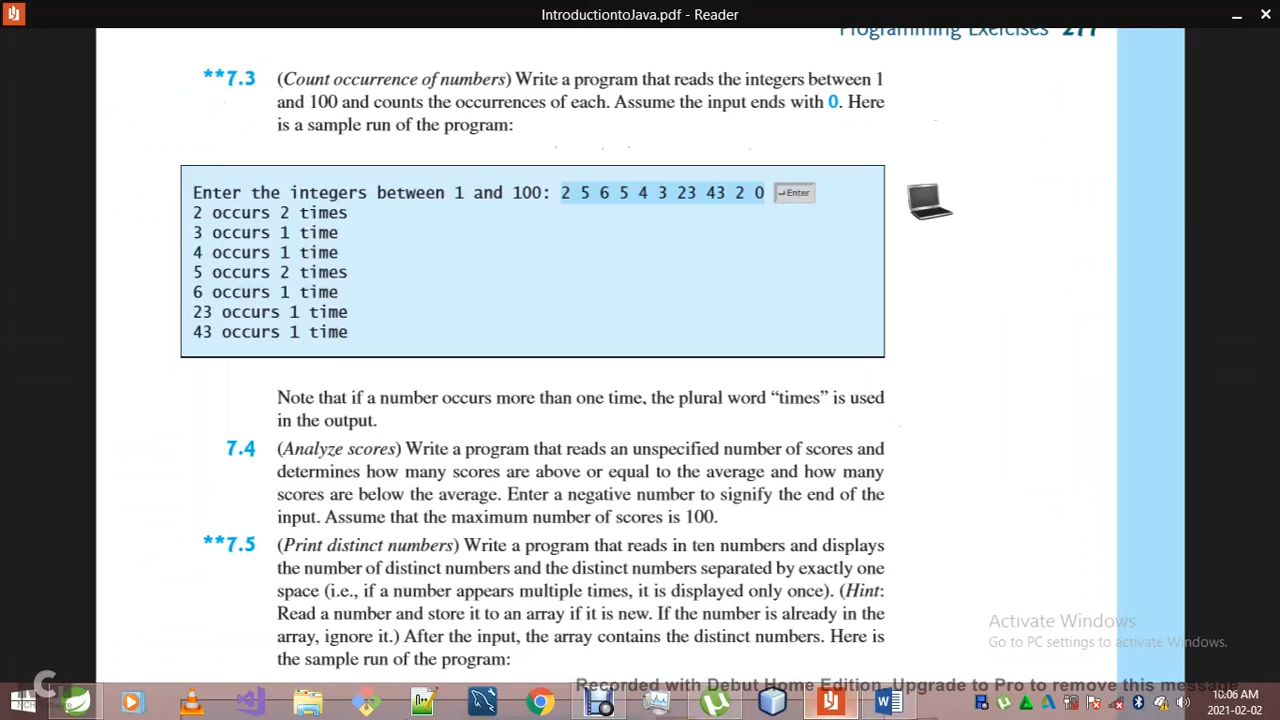 IntroductiontoJava.pdf - Reader
Programming Exercises 277
**7.3 (Count occurrence of numbers) Write a program that reads the integers between 1
and 100 and counts the occurrences of each. Assume the input ends with 0. Here
is a sample run of the program:
Enter the integers between 1 and 100: 2 5 6 5 4 3 23 43 2 0 ↵Enter
2 occurs 2 times
3 occurs 1 time
4 occurs 1 time
5 occurs 2 times
6 occurs 1 time
23 occurs 1 time
43 occurs 1 time
Note that if a number occurs more than one time, the plural word “times” is used
in the output.
7.4 (Analyze scores) Write a program that reads an unspecified number of scores and
determines how many scores are above or equal to the average and how many
scores are below the average. Enter a negative number to signify the end of the
input. Assume that the maximum number of scores is 100.
**7.5 (Print distinct numbers) Write a program that reads in ten numbers and displays
the number of distinct numbers and the distinct numbers separated by exactly one
space (i.e., if a number appears multiple times, it is displayed only once). (Hint:
Read a number and store it to an array if it is new. If the number is already in the
array, ignore it.) After the input, the array contains the distinct numbers. Here is
the sample run of the program:
Activate Windows
Go to PC settings to activate Windows.
Recorded with Debut Home Edition. Upgrade to Pro to remove this message
10:06 AM
2021-02-02